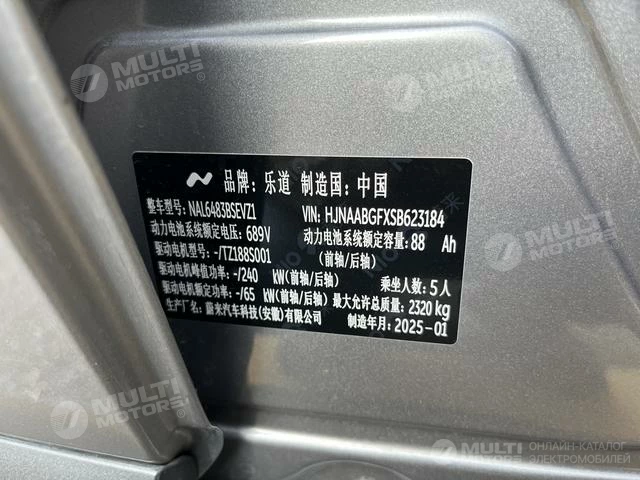 MULTI MOTORS®
MULTI MOTORS®
品牌：乐道 制造国：中国
整车型号：NAL6483BSEVZ1 VIN: HJNAABGFXSB623184
动力电池系统额定电压：689V 动力电池系统额定容量：88 Ah
驱动电机型号：-/TZ188S001 (前轴/后轴)
驱动电机峰值功率：-/240 kW(前轴/后轴) 乘坐人数：5人
驱动电机额定功率：-/65 kW(前轴/后轴) 最大允许总质量：2320 kg
生产厂名：蔚来汽车科技(安徽)有限公司 制造年月：2025-01
MULTI MOTORS®
MULTI MOTORS
ОНЛАЙН-КАТАЛОГ
ЭЛЕКТРОМОБИЛЕЙ